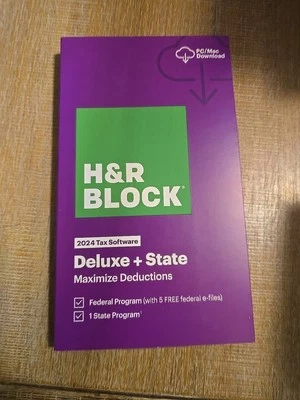 PC/Mac
Download
H&R
BLOCK®
2024 Tax Software
Deluxe + State
Maximize Deductions
Federal Program (with 5 FREE federal e-files)
1 State Program¹